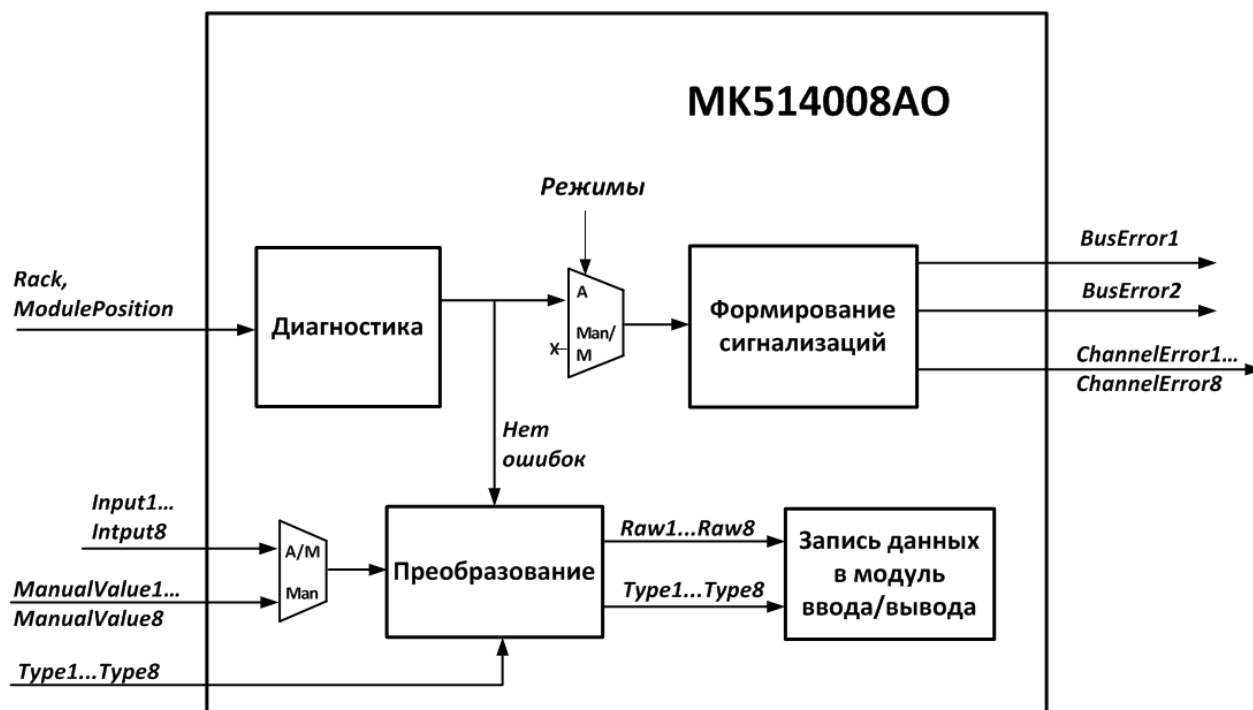 MK514008AO
Режимы
Rack,
ModulePosition
Диагностика
A
Man/
M
X
Формирование
сигнализаций
BusError1
BusError2
ChannelError1...
ChannelError8
Нет
ошибок
Input1...
Intput8
A/M
Man
ManualValue1...
ManualValue8
Type1...Type8
Преобразование
Raw1...Raw8
Type1...Type8
Запись данных
в модуль
ввода/вывода